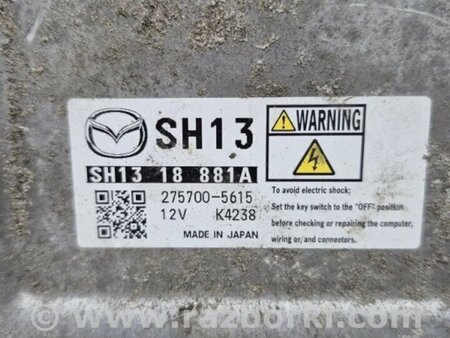 SH13
SH13 18 881A
275700-5615
12V K4238
MADE IN JAPAN
WARNING
To avoid electric shock;
Set the key switch to the "OFF" position
before checking or repairing the computer,
wiring or/and connectors.
© www.razborki.com